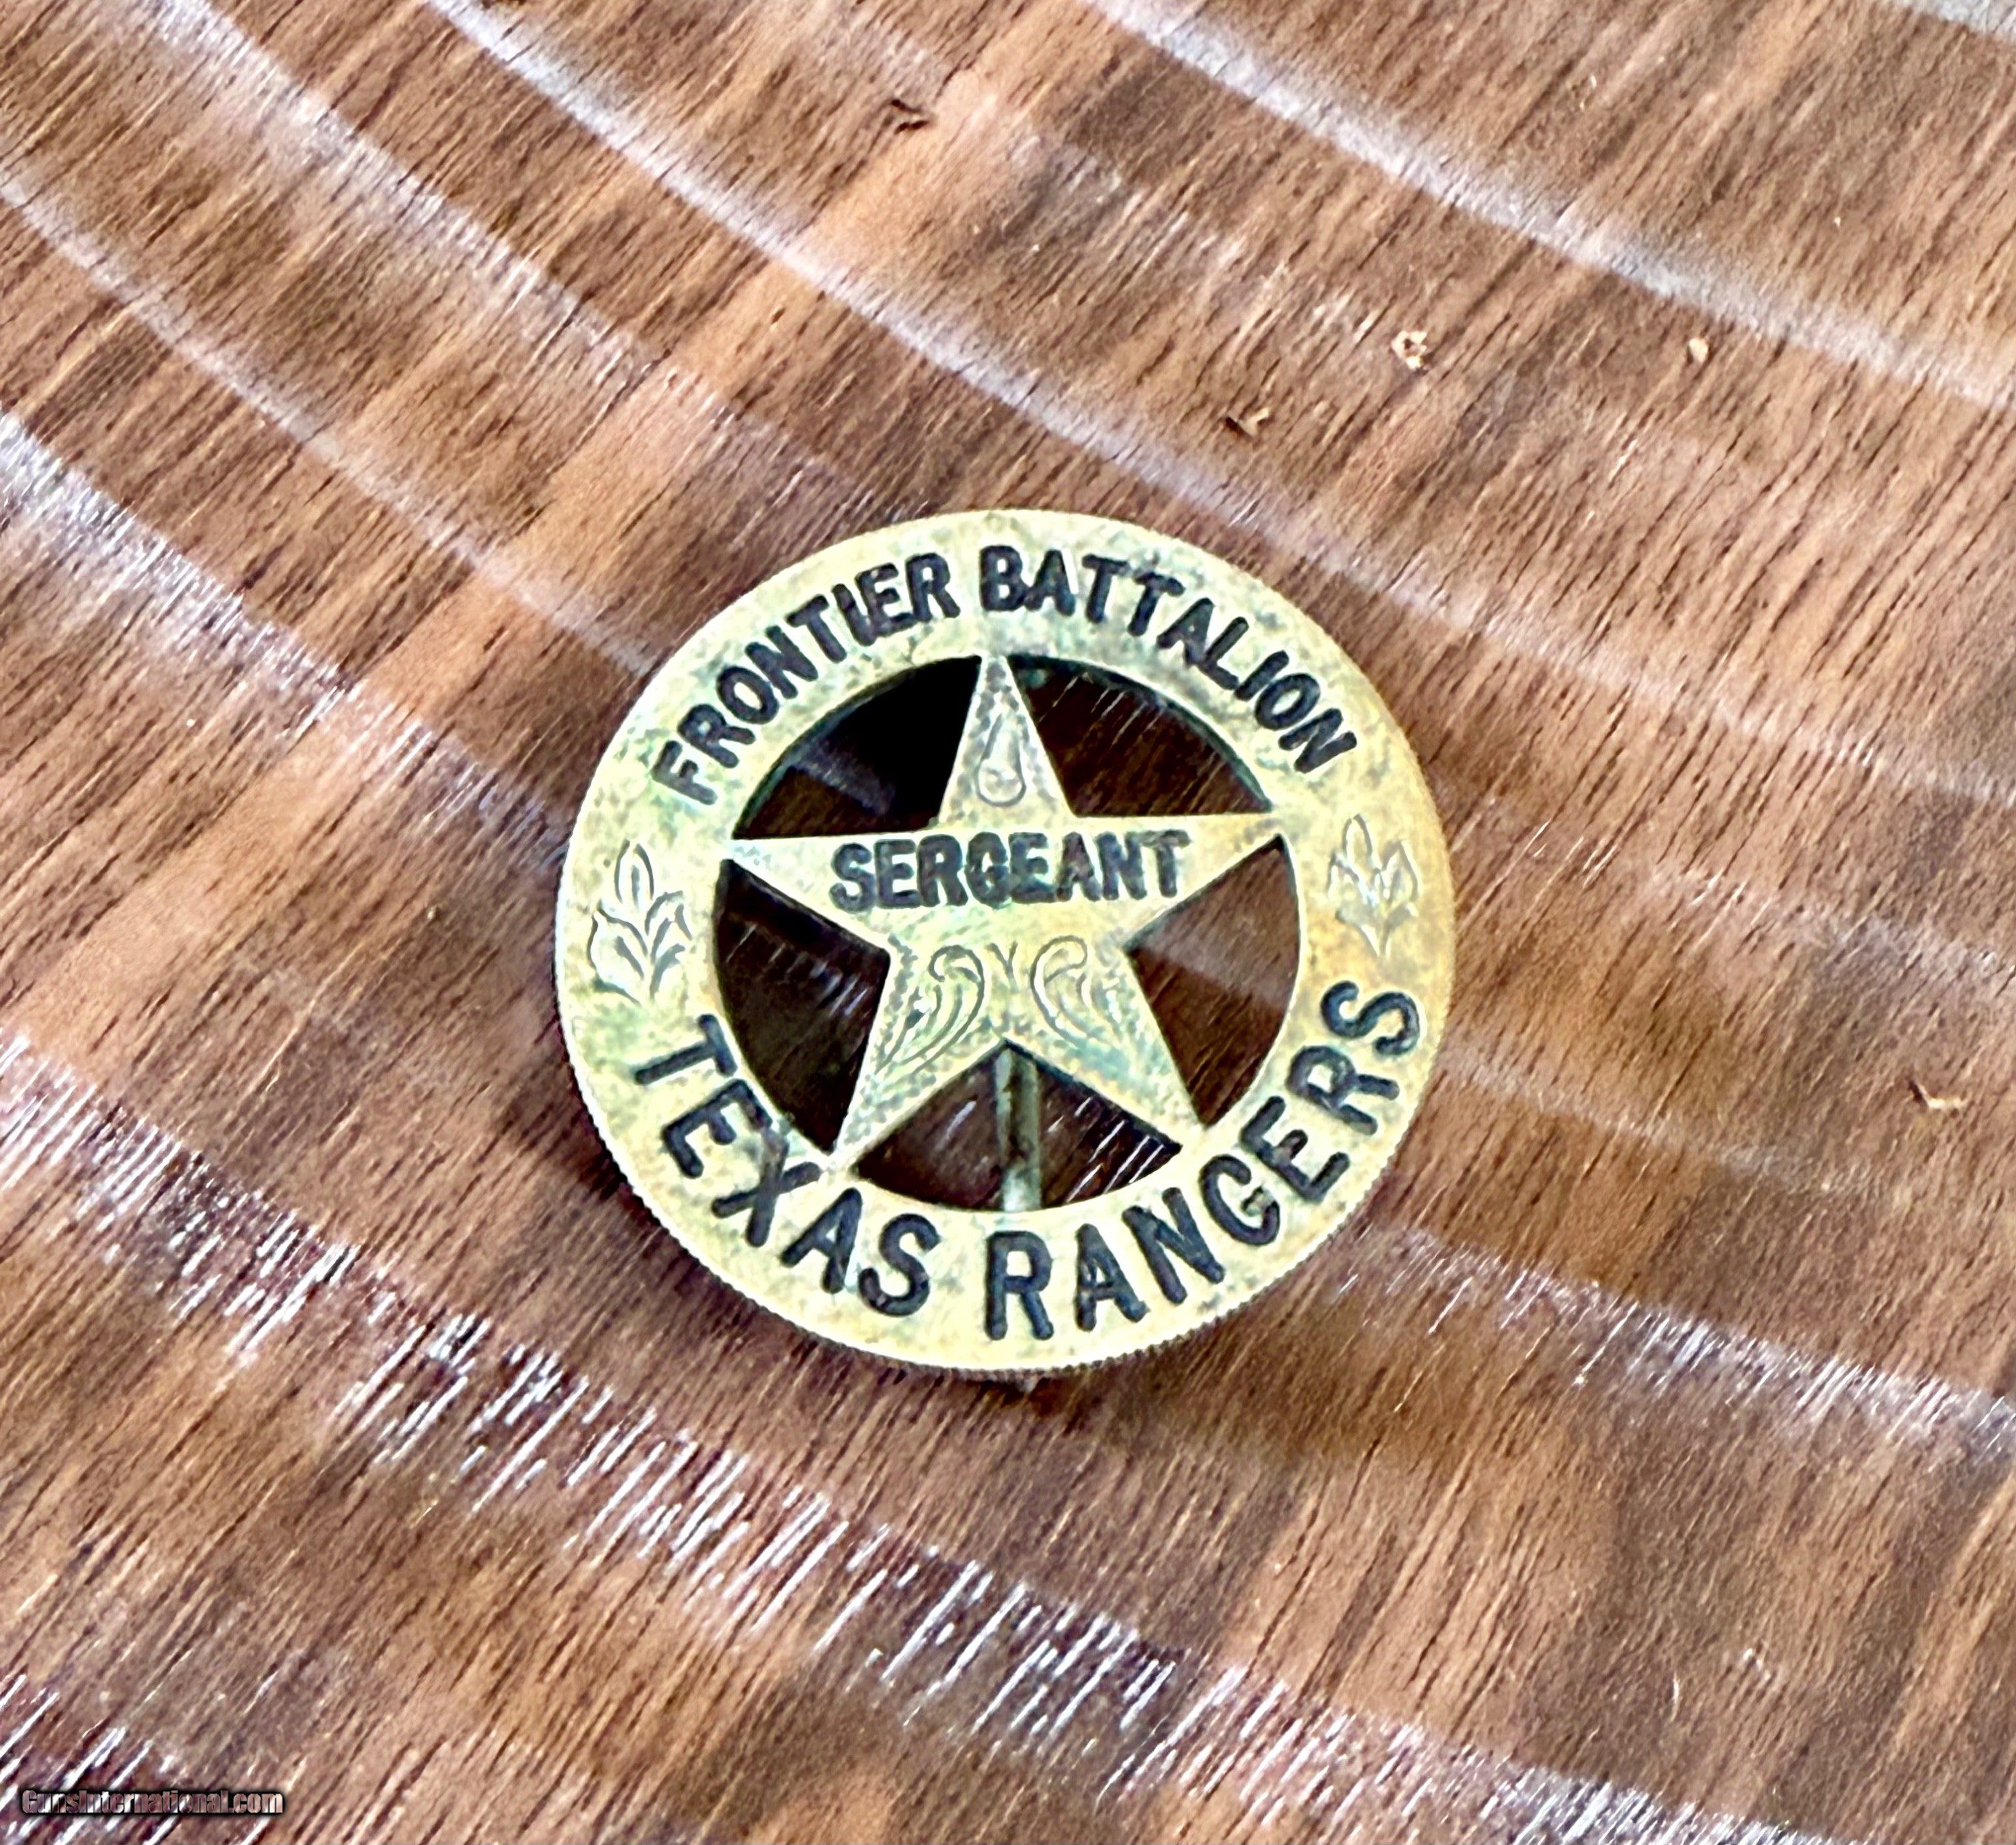 FRONTIER BATTALION
SERGEANT
TEXAS RANGERS
GunsInternational.com